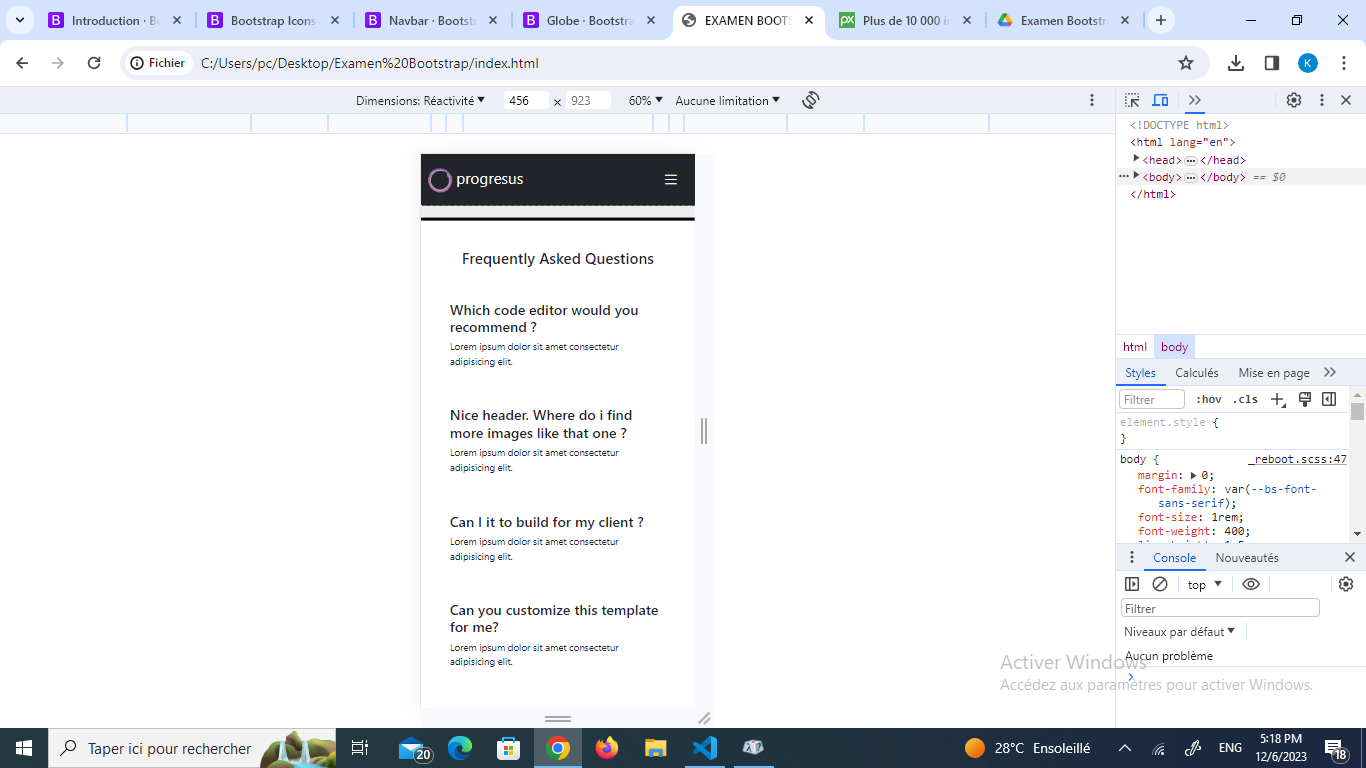 Introduction · Bo
Bootstrap Icons
Navbar · Bootstr
Globe · Bootstra
EXAMEN BOOTS
Plus de 10 000 i
Examen Bootstr
Fichier
C:/Users/pc/Desktop/Examen%20Bootstrap/index.html
K
Dimensions: Réactivité
456 × 923
60%
Aucune limitation
progresus
Frequently Asked Questions
Which code editor would you
recommend ?
Lorem ipsum dolor sit amet consectetur
adipisicing elit.
Nice header. Where do i find
more images like that one ?
Lorem ipsum dolor sit amet consectetur
adipisicing elit.
Can I it to build for my client ?
Lorem ipsum dolor sit amet consectetur
adipisicing elit.
Can you customize this template
for me?
Lorem ipsum dolor sit amet consectetur
adipisicing elit.
<!DOCTYPE html>
<html lang="en">
<head> ••• </head>
••• <body> ••• </body> == $0
</html>
html body
Styles Calculés Mise en page
Filtrer :hov .cls
element.style {
}
body { _reboot.scss:47
margin: 0;
font-family: var(--bs-font-
sans-serif);
font-size: 1rem;
font-weight: 400;
Console Nouveautés
top
Filtrer
Niveaux par défaut
Aucun problème
Activer Windows
Accédez aux paramètres pour activer Windows.
Taper ici pour rechercher
20
28°C Ensoleillé
ENG
5:18 PM
12/6/2023
18